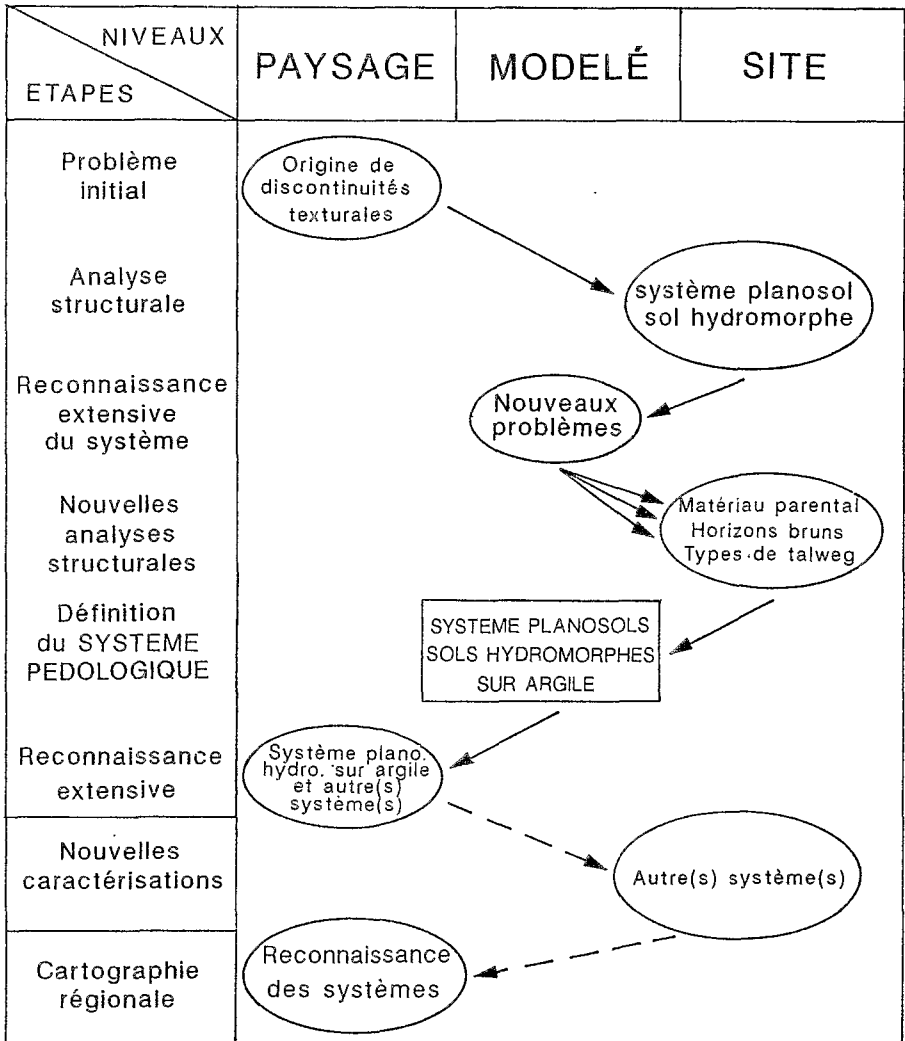 NIVEAUX
ETAPES
PAYSAGE
MODELÉ
SITE
Problème
initial
Origine de
discontinuités
texturales
Analyse
structurale
système planosol
sol hydromorphe
Reconnaissance
extensive
du système
Nouveaux
problèmes
Nouvelles
analyses
structurales
Matériau parental
Horizons bruns
Types de talweg
Définition
du SYSTEME
PEDOLOGIQUE
SYSTEME PLANOSOLS
SOLS HYDROMORPHES
SUR ARGILE
Reconnaissance
extensive
Système plano.
hydro. sur argile
et autre(s)
système(s)
Nouvelles
caractérisations
Autre(s) système(s)
Cartographie
régionale
Reconnaissance
des systèmes